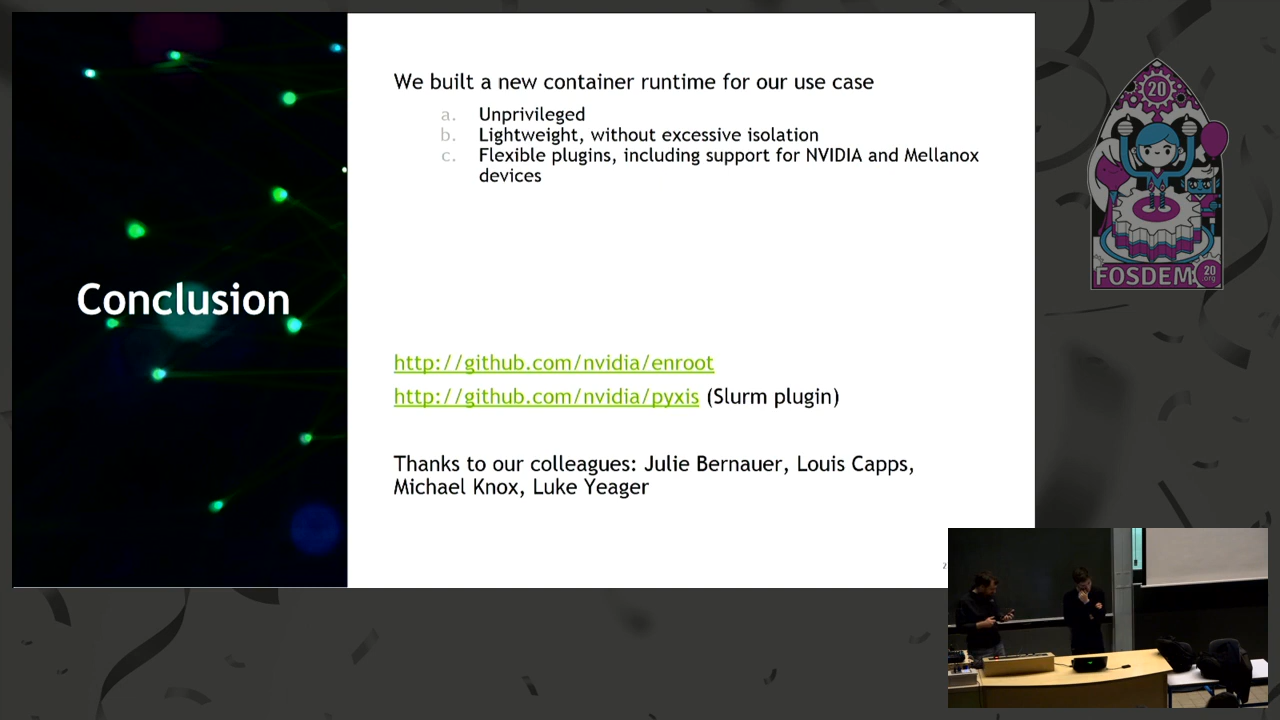 We built a new container runtime for our use case
a. Unprivileged
b. Lightweight, without excessive isolation
c. Flexible plugins, including support for NVIDIA and Mellanox
devices
Conclusion
http://github.com/nvidia/enroot
http://github.com/nvidia/pyxis (Slurm plugin)
Thanks to our colleagues: Julie Bernauer, Louis Capps,
Michael Knox, Luke Yeager
20
FOSDEM
20
.org